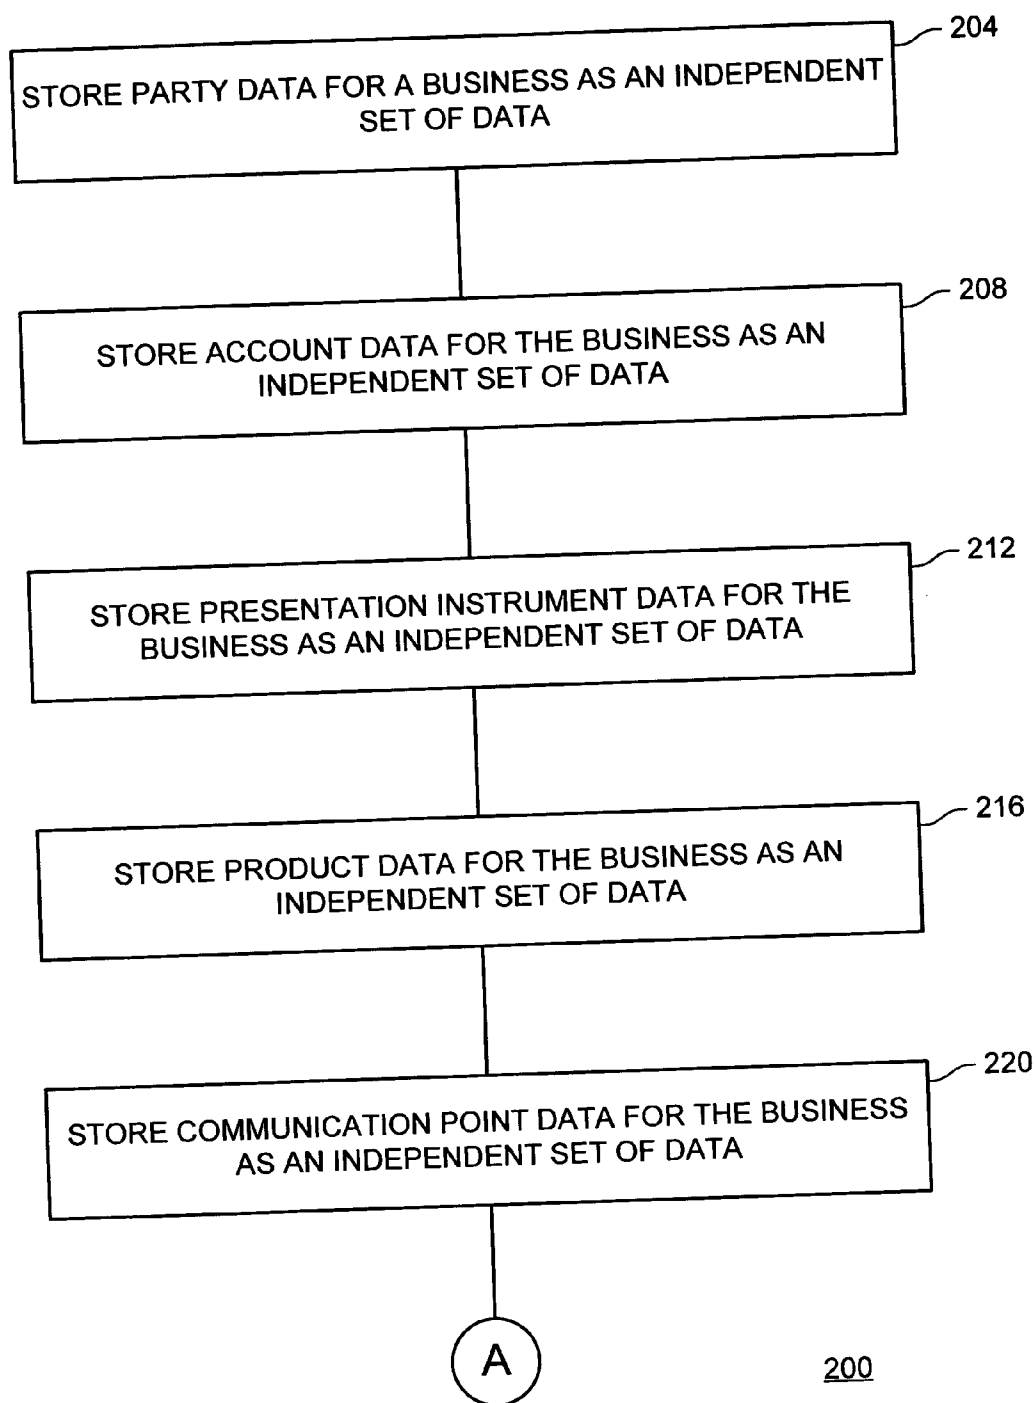 204
STORE PARTY DATA FOR A BUSINESS AS AN INDEPENDENT
SET OF DATA
208
STORE ACCOUNT DATA FOR THE BUSINESS AS AN
INDEPENDENT SET OF DATA
212
STORE PRESENTATION INSTRUMENT DATA FOR THE
BUSINESS AS AN INDEPENDENT SET OF DATA
216
STORE PRODUCT DATA FOR THE BUSINESS AS AN
INDEPENDENT SET OF DATA
220
STORE COMMUNICATION POINT DATA FOR THE BUSINESS
AS AN INDEPENDENT SET OF DATA
A
200